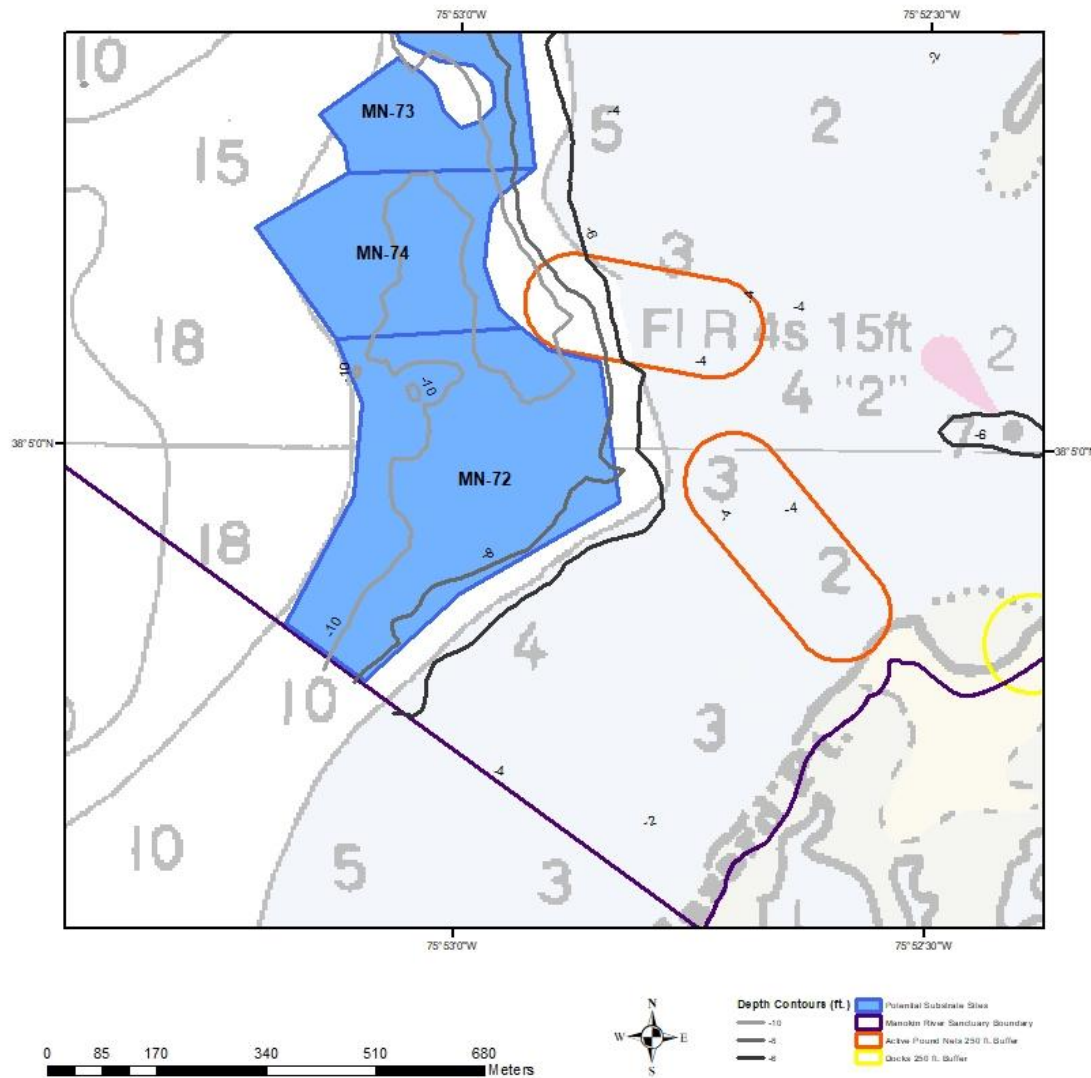 75°53'0"W 75°52'30"W
10 -2
MN-73 -4 5 2
15
MN-74 -6 3
-4 -4
18 Fl R 4s 15ft 2
-10 -10 -4 4 "2"
38°5'0"N 7 -6 38°5'0"N
MN-72 3
-4 -4
18 -8 2
-10 4
10 3
-4
-2
10 5 3
75°53'0"W 75°52'30"W
N
W E
S
Depth Contours (ft.)
-10
-8
-6
Potential Substrate Sites
Manokin River Sanctuary Boundary
Active Pound Nets 250 ft. Buffer
Docks 250 ft. Buffer
0 85 170 340 510 680
Meters